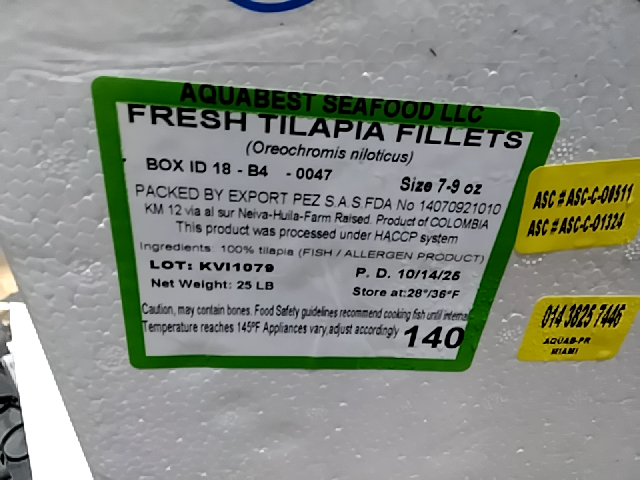 AQUABEST SEAFOOD LLC
FRESH TILAPIA FILLETS
(Oreochromis niloticus)
BOX ID 18 - B4 - 0047
Size 7-9 oz
PACKED BY EXPORT PEZ S.A.S FDA No 14070921010
KM 12 via al sur Neiva-Huila-Farm Raised. Product of COLOMBIA
This product was processed under HACCP system
Ingredients: 100% tilapia (FISH / ALLERGEN PRODUCT)
LOT: KVI1079
P. D. 10/14/25
Net Weight: 25 LB
Store at:28°/36°F
Caution, may contain bones. Food Safety guidelines recommend cooking fish until internal
Temperature reaches 145ºF Appliances vary,adjust accordingly
140
ASC # ASC-C-00511
ASC # ASC-C-01324
014 3825 7446
AQUAB-PR
MIAMI